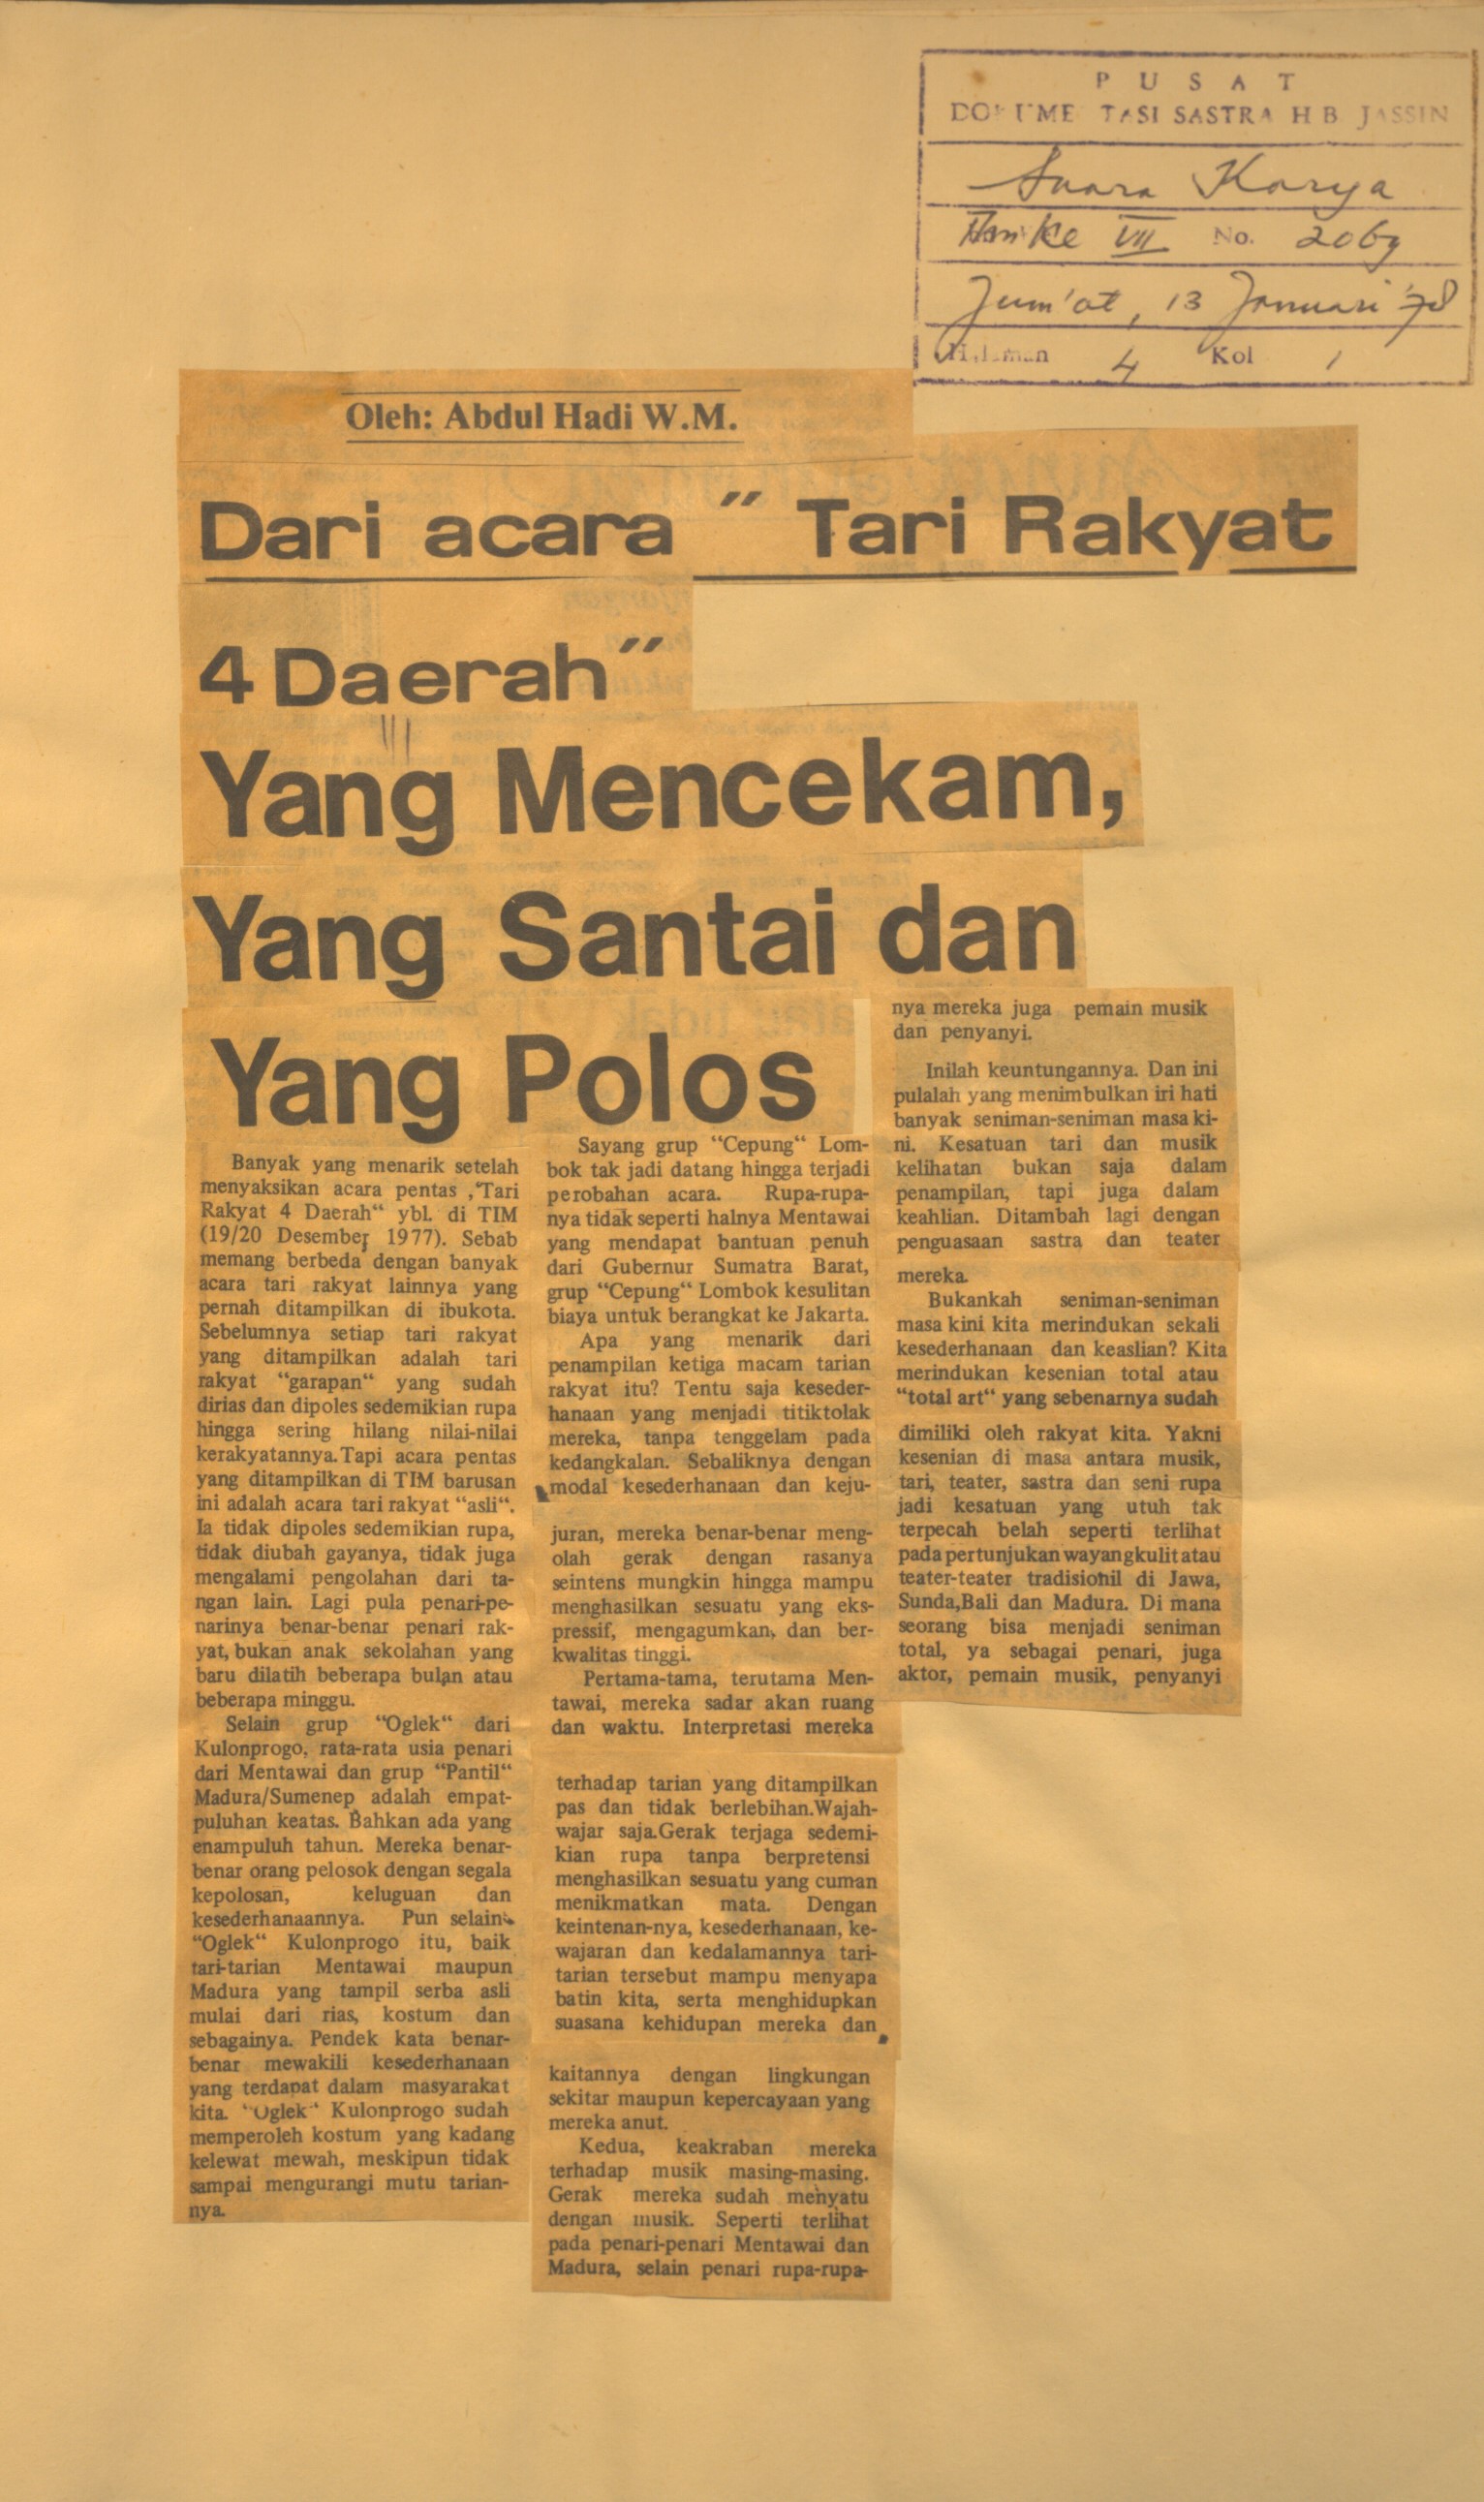 PUSAT
DOKUMENTASI SASTRA H B JASSIN
Suara Karya
Thn ke VII No. 2069
Jum'at, 13 Januari '78
Halaman 4 Kol 1
Oleh: Abdul Hadi W.M.
Dari acara " Tari Rakyat
4 Daerah"
Yang Mencekam,
Yang Santai dan
Yang Polos
Banyak yang menarik setelah
menyaksikan acara pentas ,"Tari
Rakyat 4 Daerah“ ybl. di TIM
(19/20 Desember 1977). Sebab
memang berbeda dengan banyak
acara tari rakyat lainnya yang
pernah ditampilkan di ibukota.
Sebelumnya setiap tari rakyat
yang ditampilkan adalah tari
rakyat “garapan“ yang sudah
dirias dan dipoles sedemikian rupa
hingga sering hilang nilai-nilai
kerakyatannya.Tapi acara pentas
yang ditampilkan di TIM barusan
ini adalah acara tari rakyat “asli“.
Ia tidak dipoles sedemikian rupa,
tidak diubah gayanya, tidak juga
mengalami pengolahan dari ta-
ngan lain. Lagi pula penari-pe-
narinya benar-benar penari rak-
yat, bukan anak sekolahan yang
baru dilatih beberapa bulan atau
beberapa minggu.
Selain grup “Oglek“ dari
Kulonprogo, rata-rata usia penari
dari Mentawai dan grup “Pantil“
Madura/Sumenep adalah empat-
puluhan keatas. Bahkan ada yang
enampuluh tahun. Mereka benar-
benar orang pelosok dengan segala
kepolosan, keluguan dan
kesederhanaannya. Pun selain
“Oglek“ Kulonprogo itu, baik
tari-tarian Mentawai maupun
Madura yang tampil serba asli
mulai dari rias, kostum dan
sebagainya. Pendek kata benar-
benar mewakili kesederhanaan
yang terdapat dalam masyarakat
kita. “Oglek“ Kulonprogo sudah
memperoleh kostum yang kadang
kelewat mewah, meskipun tidak
sampai mengurangi mutu tarian-
nya.
Sayang grup “Cepung“ Lom-
bok tak jadi datang hingga terjadi
perobahan acara. Rupa-rupa-
nya tidak seperti halnya Mentawai
yang mendapat bantuan penuh
dari Gubernur Sumatra Barat,
grup “Cepung“ Lombok kesulitan
biaya untuk berangkat ke Jakarta.
Apa yang menarik dari
penampilan ketiga macam tarian
rakyat itu? Tentu saja keseder-
hanaan yang menjadi titiktolak
mereka, tanpa tenggelam pada
kedangkalan. Sebaliknya dengan
modal kesederhanaan dan keju-
juran, mereka benar-benar meng-
olah gerak dengan rasanya
seintens mungkin hingga mampu
menghasilkan sesuatu yang eks-
pressif, mengagumkan, dan ber-
kwalitas tinggi.
Pertama-tama, terutama Men-
tawai, mereka sadar akan ruang
dan waktu. Interpretasi mereka
terhadap tarian yang ditampilkan
pas dan tidak berlebihan.Wajah-
wajar saja.Gerak terjaga sedemi-
kian rupa tanpa berpretensi
menghasilkan sesuatu yang cuman
menikmatkan mata. Dengan
keintenan-nya, kesederhanaan, ke-
wajaran dan kedalamannya tari-
tarian tersebut mampu menyapa
batin kita, serta menghidupkan
suasana kehidupan mereka dan
kaitannya dengan lingkungan
sekitar maupun kepercayaan yang
mereka anut.
Kedua, keakraban mereka
terhadap musik masing-masing.
Gerak mereka sudah menyatu
dengan musik. Seperti terlihat
pada penari-penari Mentawai dan
Madura, selain penari rupa-rupa-
nya mereka juga pemain musik
dan penyanyi.
Inilah keuntungannya. Dan ini
pulalah yang menimbulkan iri hati
banyak seniman-seniman masa ki-
ni. Kesatuan tari dan musik
kelihatan bukan saja dalam
penampilan, tapi juga dalam
keahlian. Ditambah lagi dengan
penguasaan sastra dan teater
mereka.
Bukankah seniman-seniman
masa kini kita merindukan sekali
kesederhanaan dan keaslian? Kita
merindukan kesenian total atau
“total art“ yang sebenarnya sudah
dimiliki oleh rakyat kita. Yakni
kesenian di masa antara musik,
tari, teater, sastra dan seni rupa
jadi kesatuan yang utuh tak
terpecah belah seperti terlihat
pada pertunjukan wayangkulit atau
teater-teater tradisionil di Jawa,
Sunda,Bali dan Madura. Di mana
seorang bisa menjadi seniman
total, ya sebagai penari, juga
aktor, pemain musik, penyanyi